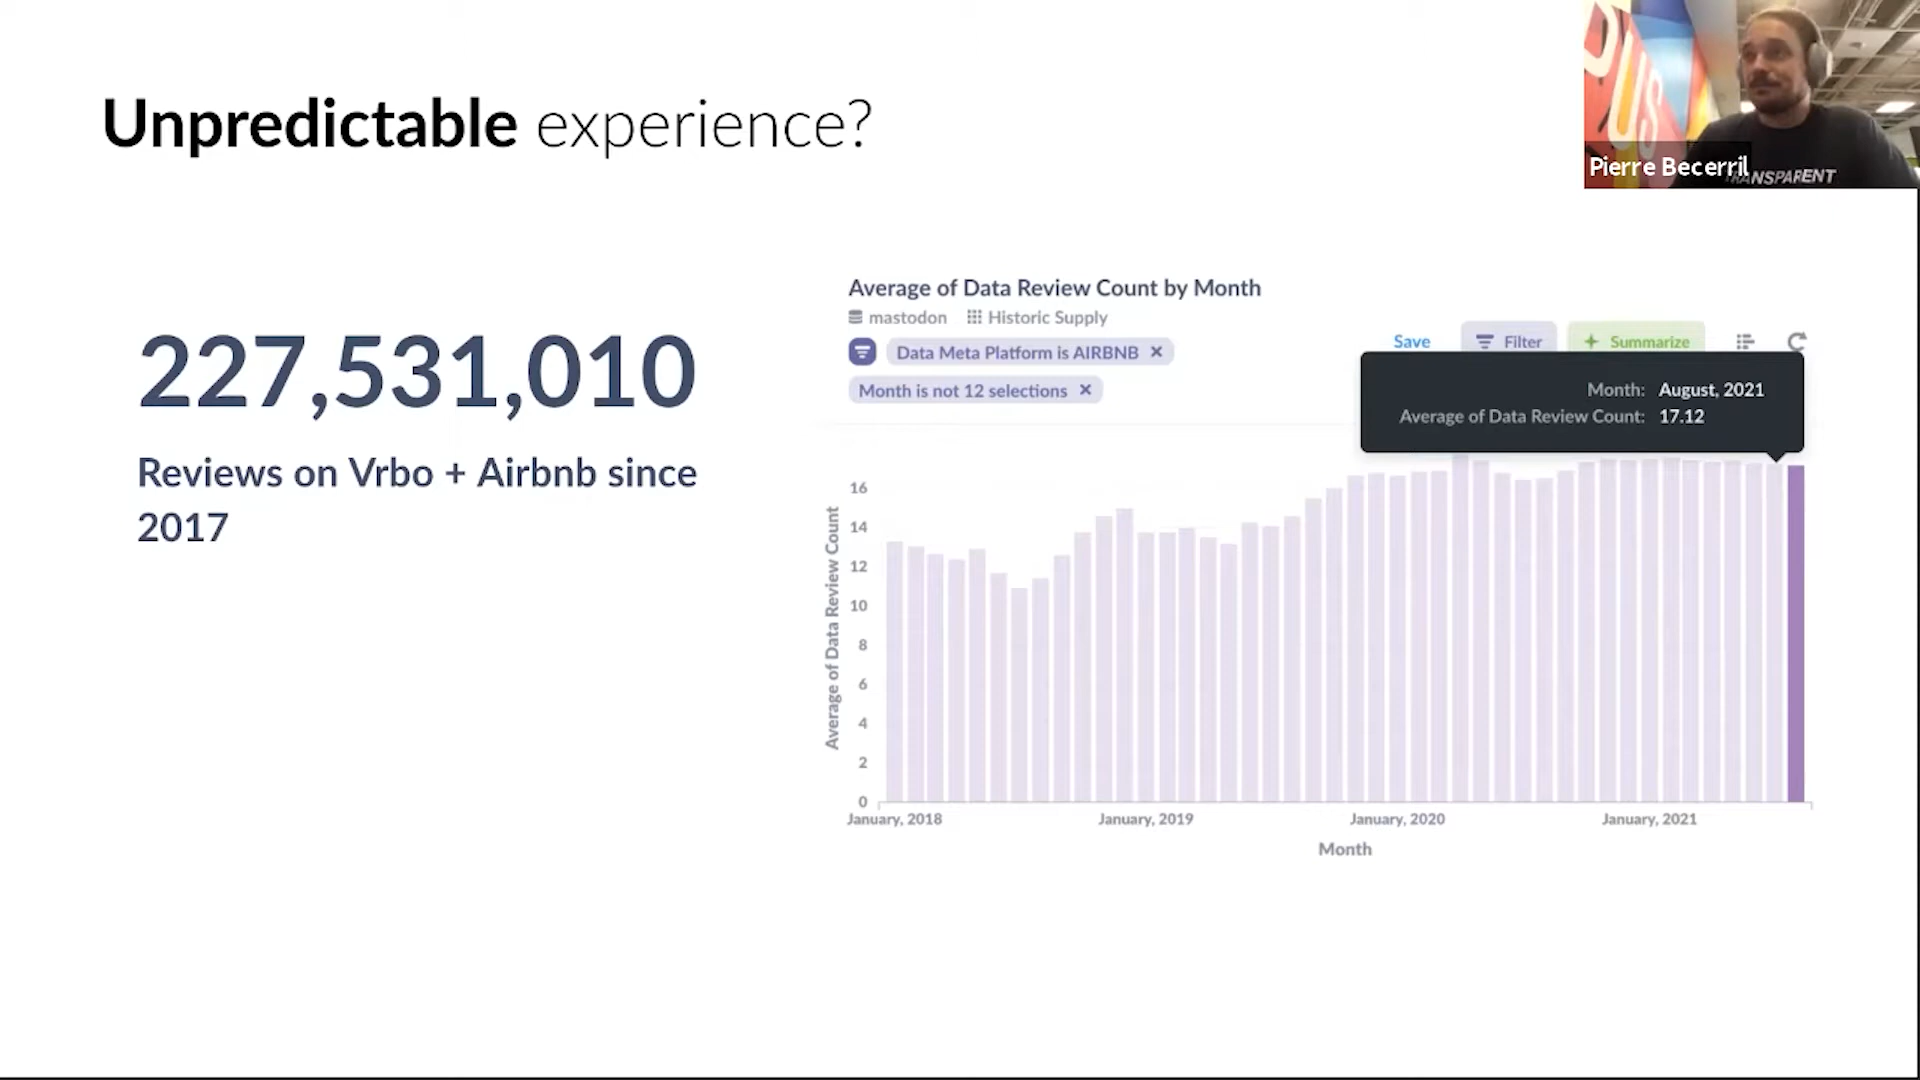 Unpredictable experience?
PLUS
Pierre Becerril
TRANSPARENT
227,531,010
Reviews on Vrbo + Airbnb since
2017
Average of Data Review Count by Month
mastodon Historic Supply
Data Meta Platform is AIRBNB ✕
Month is not 12 selections ✕
Save Filter Summarize
Month: August, 2021
Average of Data Review Count: 17.12
Average of Data Review Count
16
14
12
10
8
6
4
2
0
January, 2018 January, 2019 January, 2020 January, 2021
Month